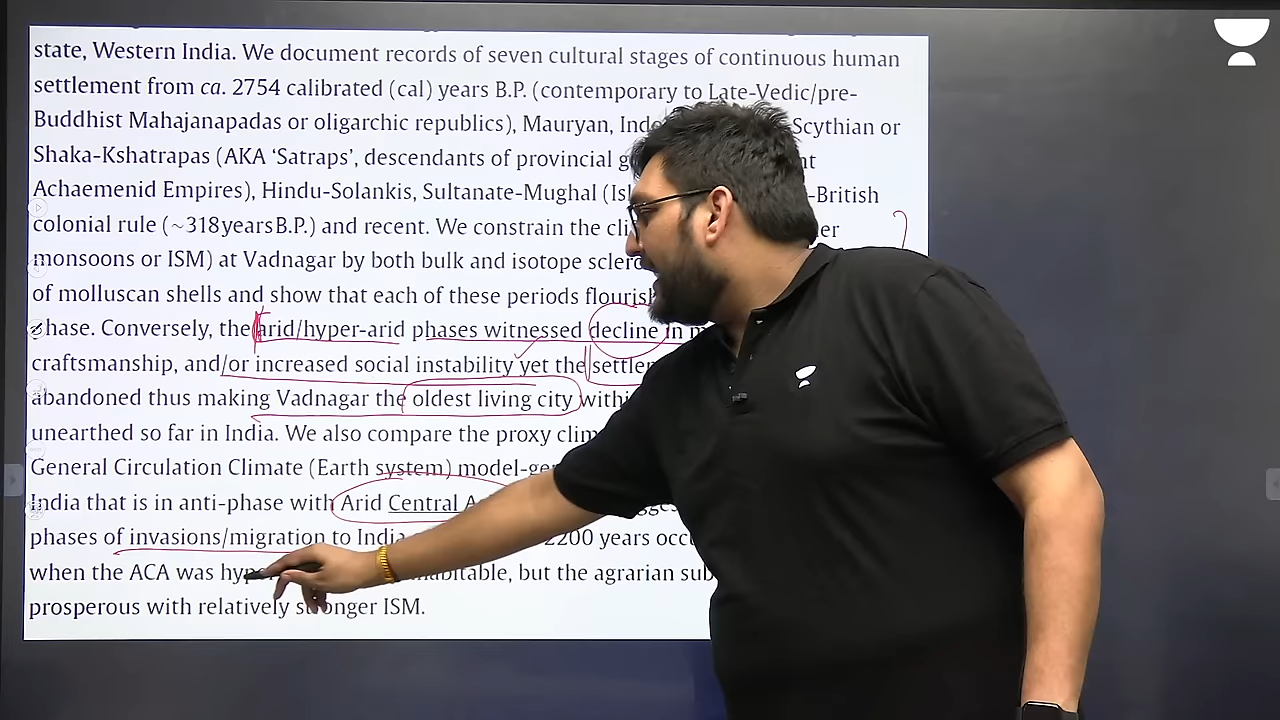 state, Western India. We document records of seven cultural stages of continuous human
settlement from ca. 2754 calibrated (cal) years B.P. (contemporary to Late-Vedic/pre-
Buddhist Mahajanapadas or oligarchic republics), Mauryan, Scythian or
Shaka-Kshatrapas (AKA ‘Satraps’, descendants of provincial
Achaemenid Empires), Hindu-Solankis, Sultanate-Mughal -British
colonial rule (~318yearsB.P.) and recent. We constrain the
monsoons or ISM) at Vadnagar by both bulk and isotope
of molluscan shells and show that each of these periods
phase. Conversely, the arid/hyper-arid phases witnessed decline in
craftsmanship, and/or increased social instability yet the
abandoned thus making Vadnagar the oldest living city
unearthed so far in India. We also compare the proxy
General Circulation Climate (Earth system)
India that is in anti-phase with Arid Central
phases of invasions/migration to India 2200 years
when the ACA was but the agrarian
prosperous with relatively stronger ISM.